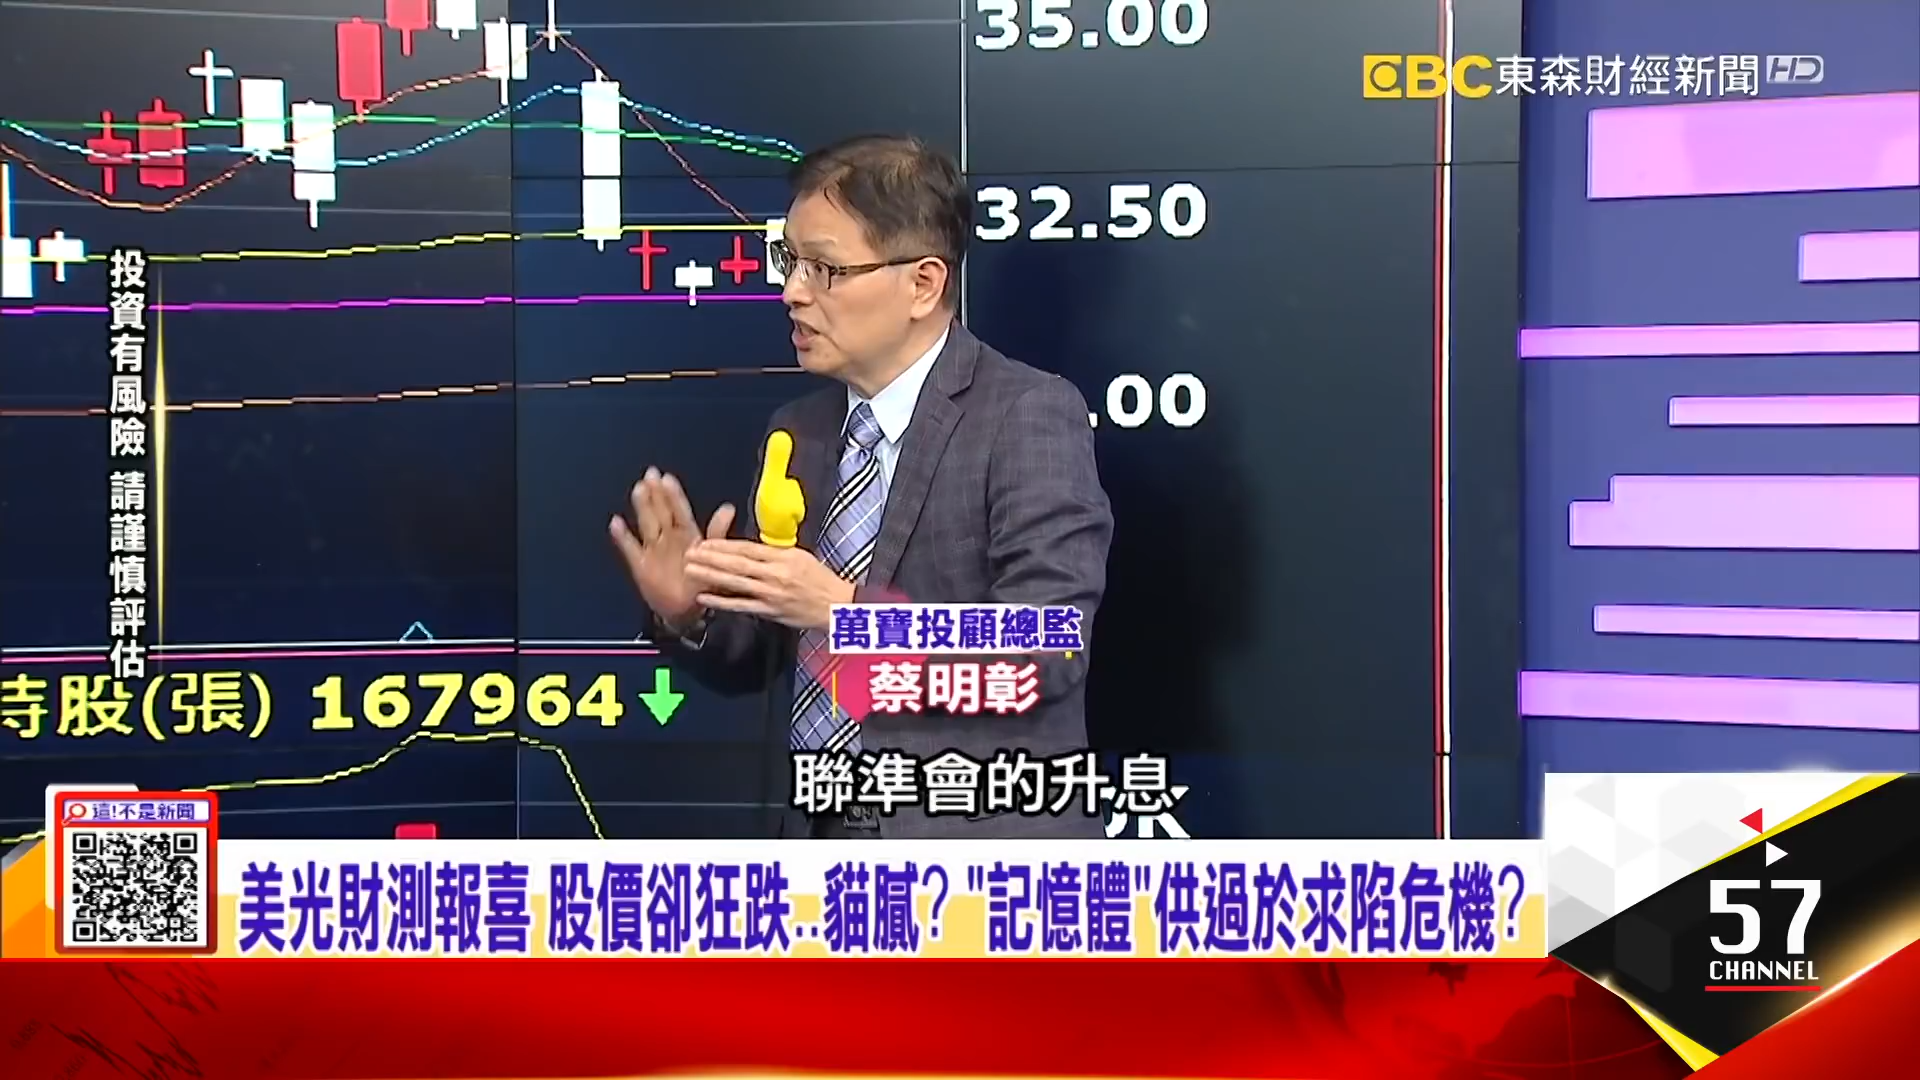 35.00
EBC東森財經新聞HD
32.50
.00
投資有風險 請謹慎評估
持股(張) 167964
萬寶投顧總監
蔡明彰
聯準會的升息
這!不是新聞
美光財測報喜 股價卻狂跌..貓膩? "記憶體"供過於求陷危機?
57
CHANNEL